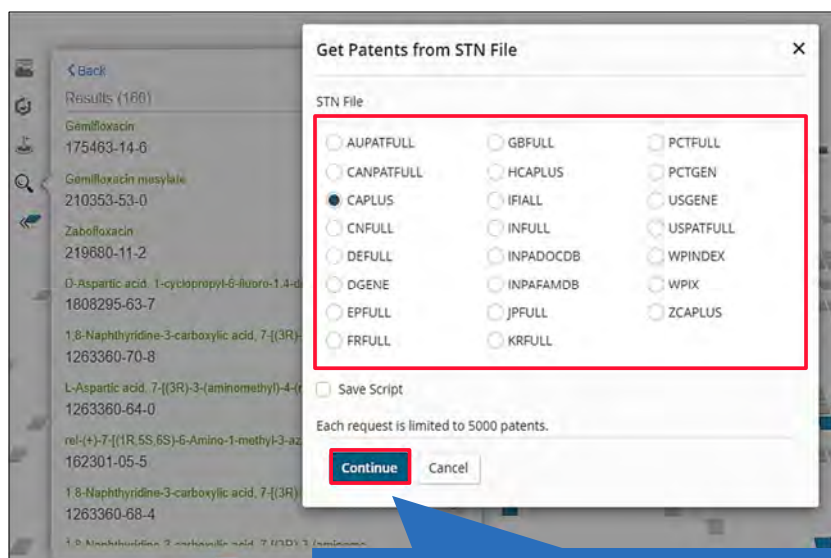 Get Patents from STN File
STN File
AUPATFULL
GBFULL
PCTFULL
CANPATFULL
HCAPLUS
PCTGEN
CAPLUS
IFIALL
USGENE
CNFULL
INFULL
USPATFULL
DEFULL
INPADOCDB
WPINDEX
DGENE
INPAFAMDB
WPIX
EPFULL
JPFULL
ZCAPLUS
FRFULL
KRFULL
Save Script
Each request is limited to 5000 patents.
Continue
Cancel
Back
Results (166)
Gemifloxacin
175463-14-6
Gemifloxacin mesylate
210353-53-0
Zabofloxacin
219680-11-2
D-Aspartic acid, 1-cyclopropyl-6-fluoro-1,4-d
1808295-63-7
1,8-Naphthyridine-3-carboxylic acid, 7-[(3R)-
1263360-70-8
L-Aspartic acid, 7-[(3R)-3-(aminomethyl)-4-(
1263360-64-0
rel-(+)-7-[(1R,5S,6S)-6-Amino-1-methyl-3-az
162301-05-5
1,8-Naphthyridine-3-carboxylic acid, 7-[(3R)
1263360-68-4